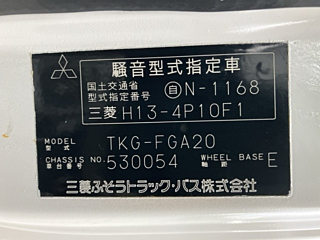 騒音型式指定車
国土交通省
型式指定番号 自N-1168
三菱 H13-4P10F1
MODEL 型式 TKG-FGA20
CHASSIS NO. 車台番号 530054 WHEEL BASE 軸距 E
三菱ふそうトラック・バス株式会社